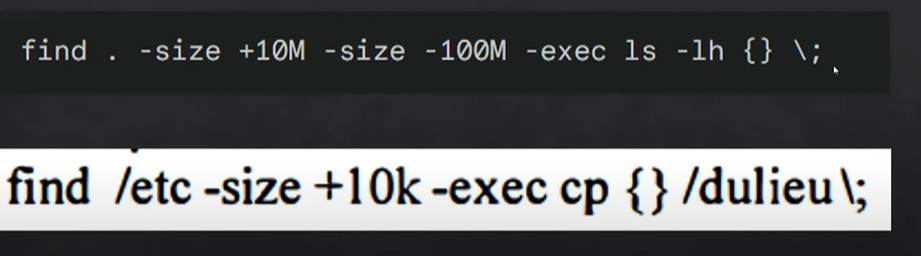 find . -size +10M -size -100M -exec ls -lh {} \;
find /etc -size +10k -exec cp {} /dulieu\;